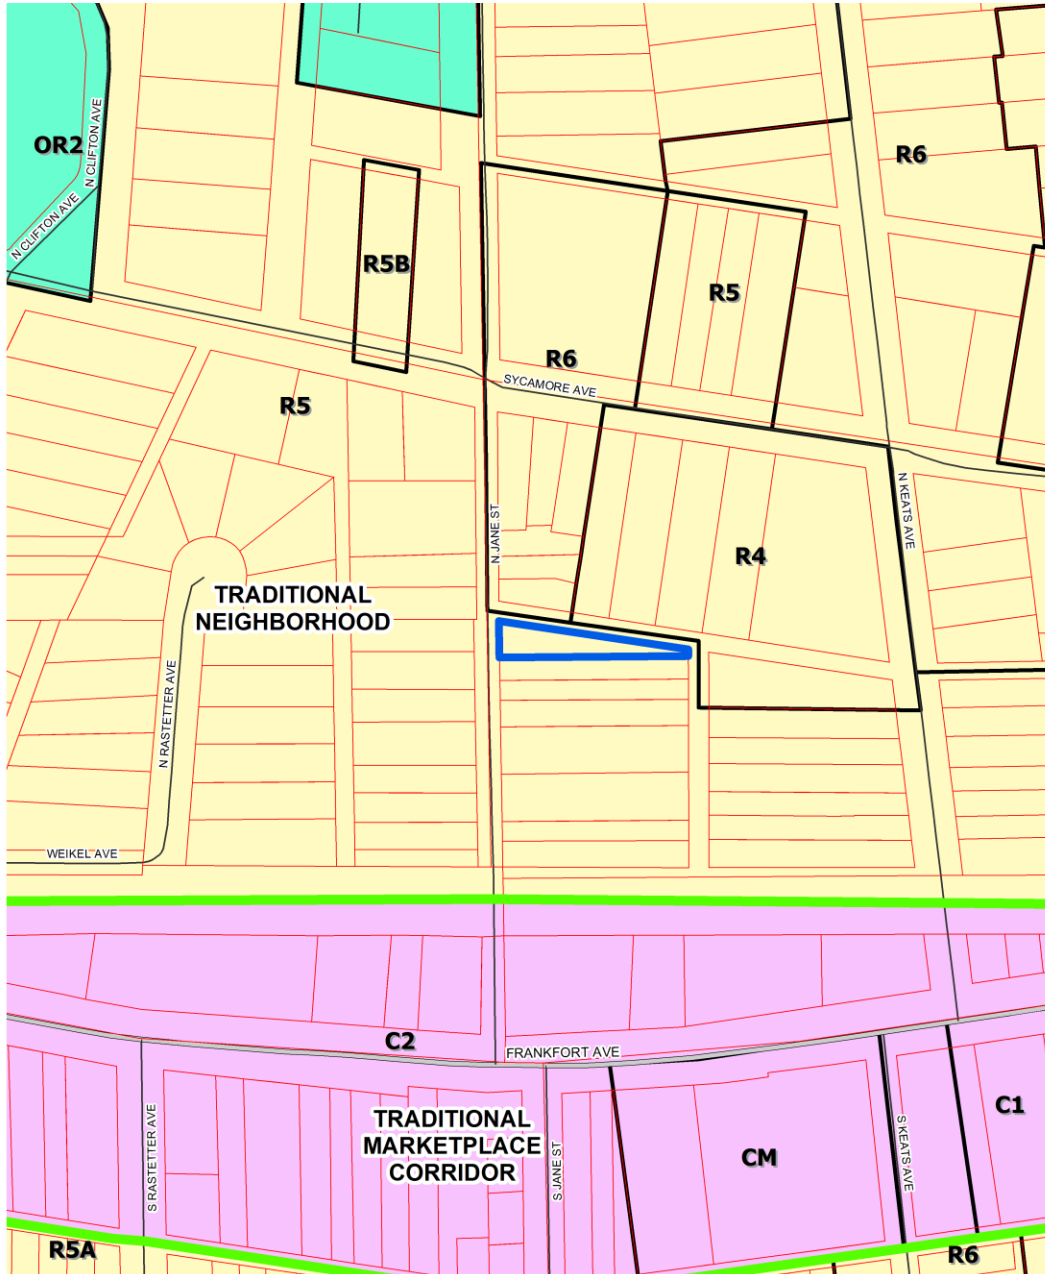 OR2
N CLIFTON AVE
N CLIFTON AVE
R6
R5B
R5
R6
SYCAMORE AVE
R5
N JANE ST
N KEATS AVE
R4
TRADITIONAL
NEIGHBORHOOD
N RASTETTER AVE
WEIKEL AVE
C2
FRANKFORT AVE
TRADITIONAL
MARKETPLACE
CORRIDOR
S RASTETTER AVE
S JANE ST
CM
S KEATS AVE
C1
R5A
R6